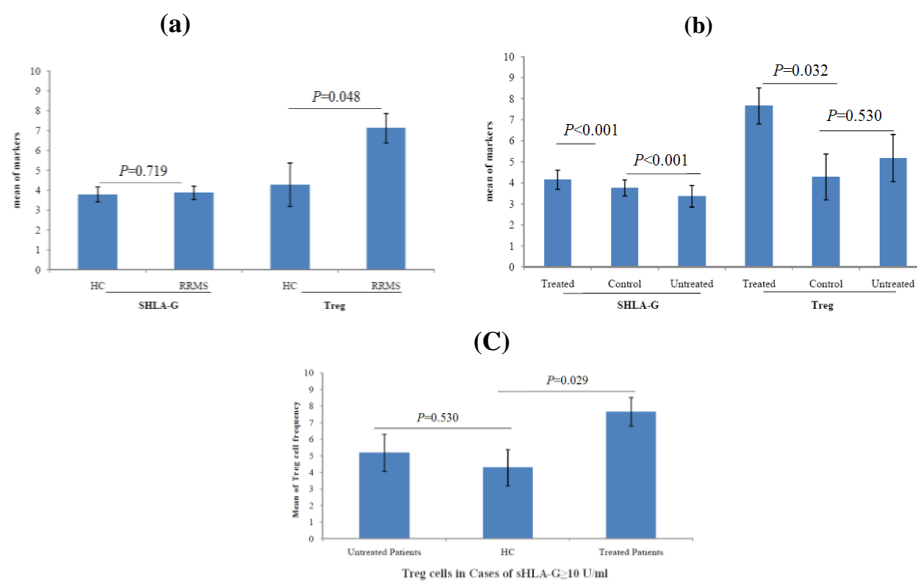 (a)
10
9
8
7
6
5
4
3
2
1
0
mean of markers
P=0.719
P=0.048
HC RRMS HC RRMS
SHLA-G Treg
(b)
10
9
8
7
6
5
4
3
2
1
0
mean of markers
P<0.001
P<0.001
P=0.032
P=0.530
Treated Control Untreated Treated Control Untreated
SHLA-G Treg
(C)
10
9
8
7
6
5
4
3
2
1
0
Mean of Treg cell frequency
P=0.530
P=0.029
Untreated Patients HC Treated Patients
Treg cells in Cases of sHLA-G≥10 U/ml